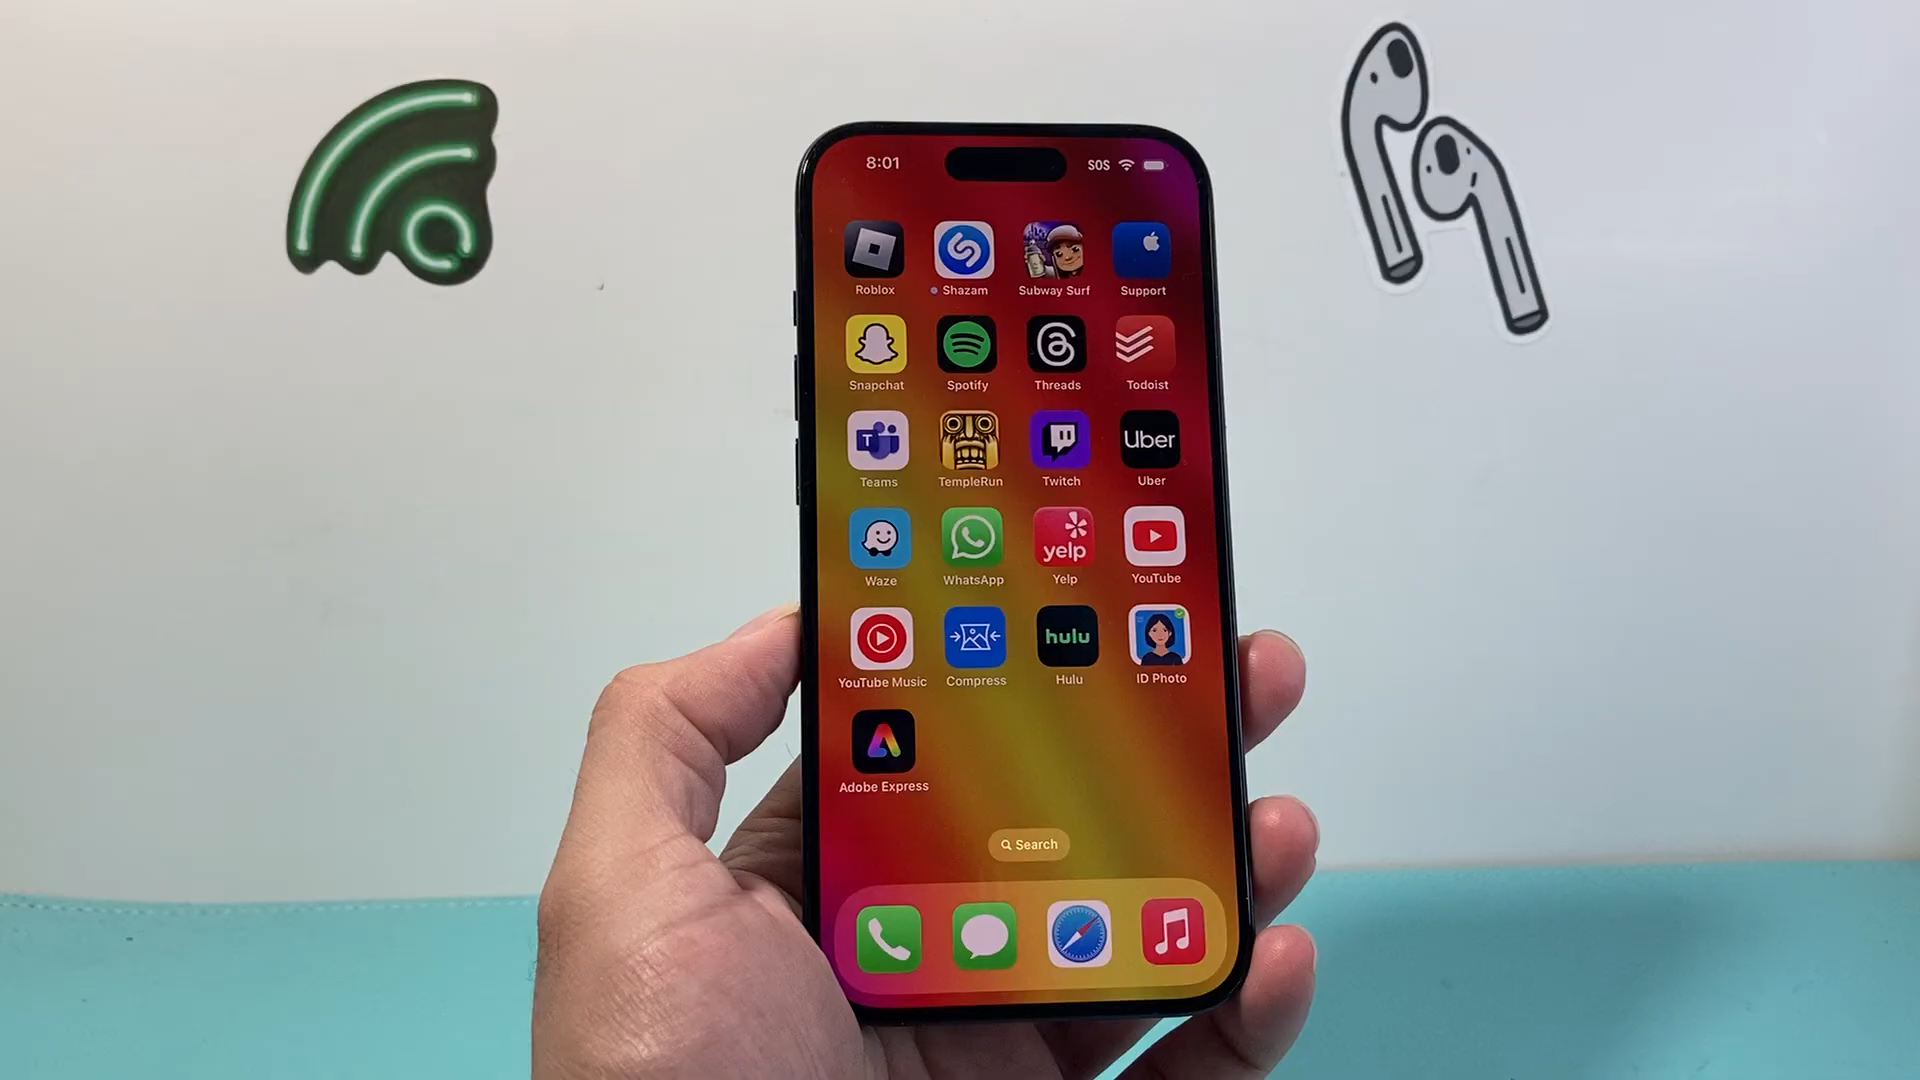 8:01 SOS
Roblox Shazam Subway Surf Support
Snapchat Spotify Threads Todoist
T Uber
Teams TempleRun Twitch Uber
yelp
Waze WhatsApp Yelp YouTube
hulu
YouTube Music Compress Hulu ID Photo
Adobe Express
Search